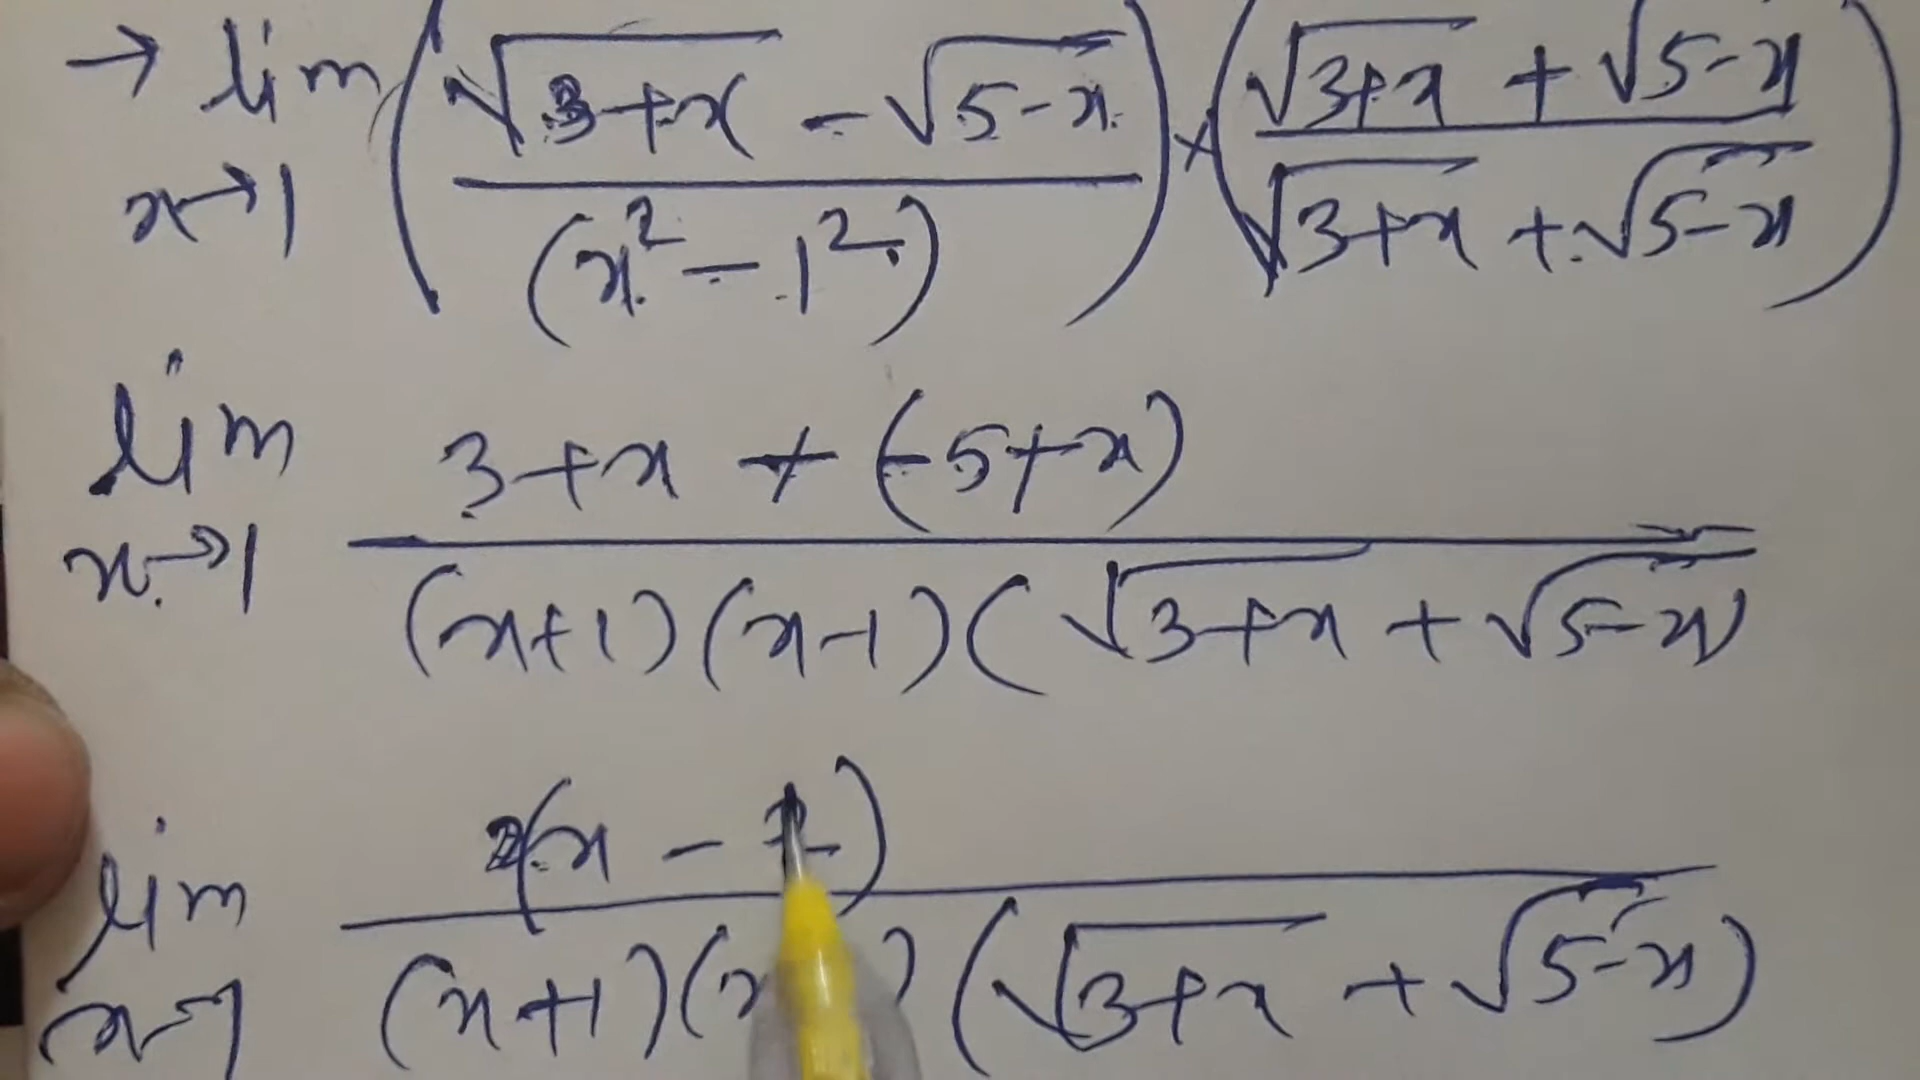 → lim x→1 ( (√(3+x) - √(5-x)) / (x² - 1²) ) × ( (√(3+x) + √(5-x)) / (√(3+x) + √(5-x)) )
lim x→1 (3+x + (-5+x)) / ((x+1)(x-1)(√(3+x) + √(5-x))
lim x→1 2(x - 1) / ((x+1)(x ) (√(3+x) + √(5-x))